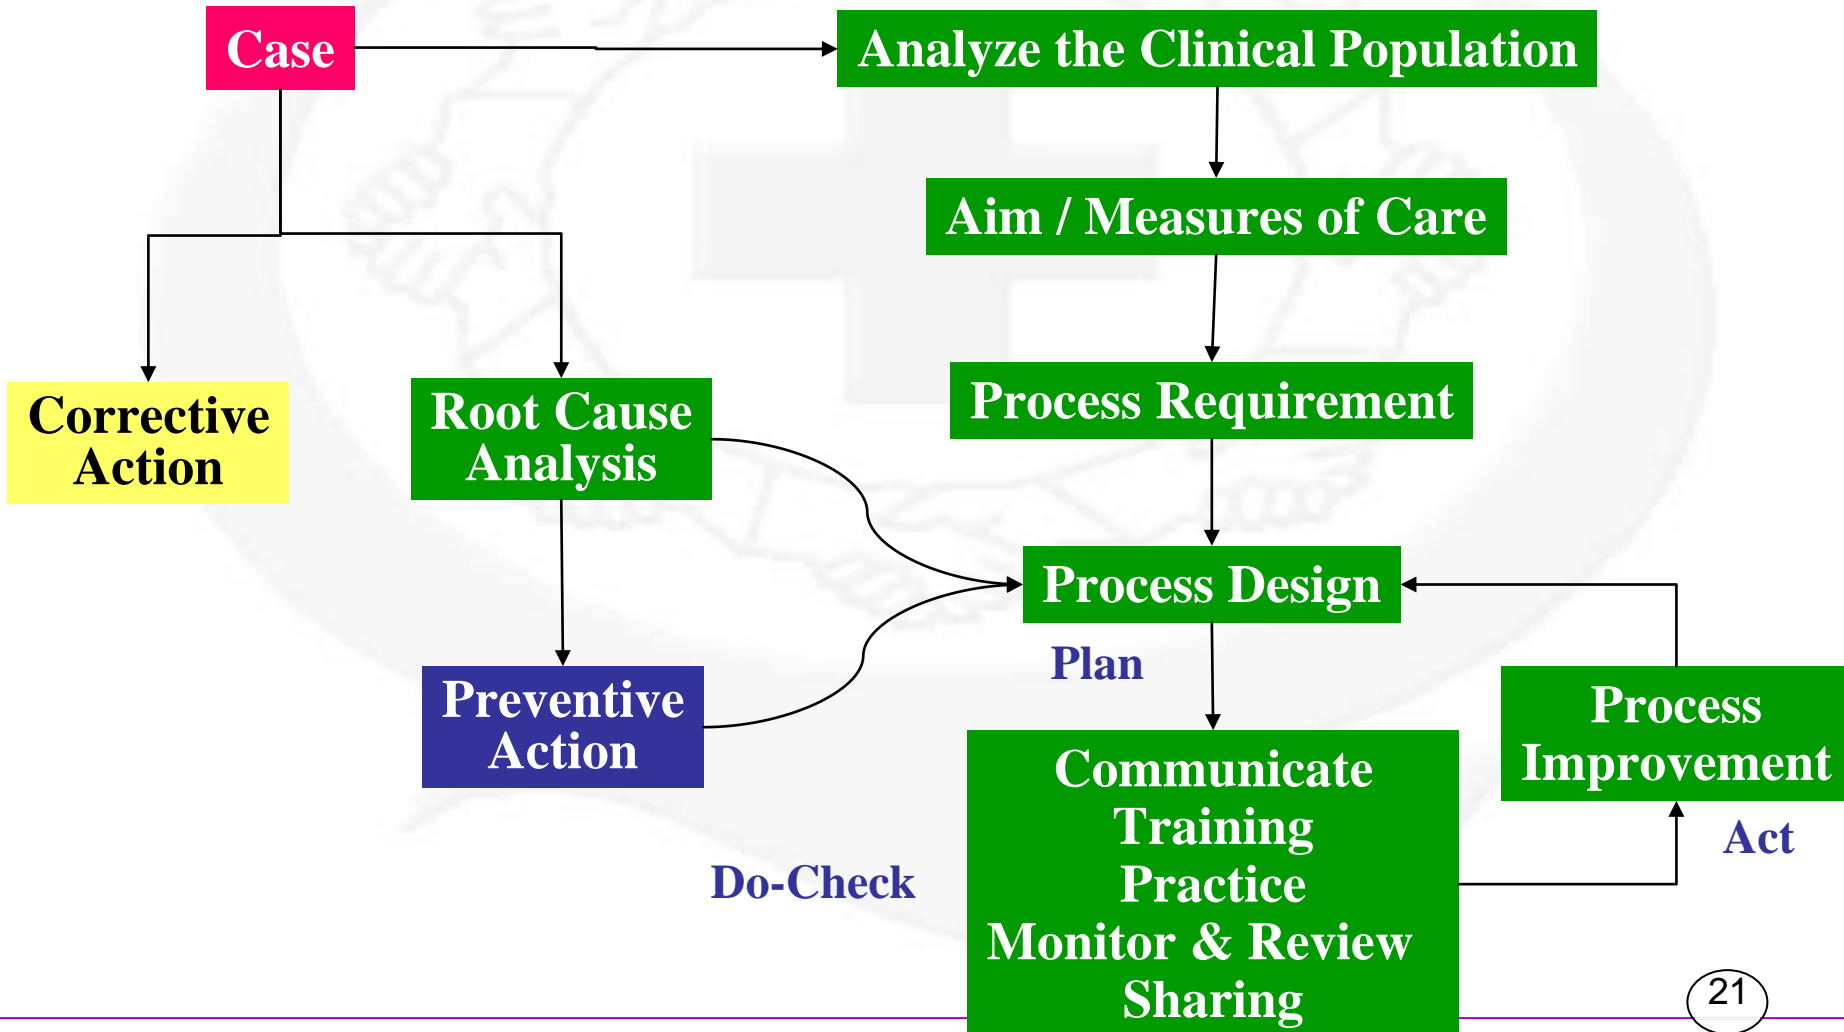 Case
Analyze the Clinical Population
Aim / Measures of Care
Corrective
Action
Root Cause
Analysis
Process Requirement
Process Design
Plan
Preventive
Action
Process
Improvement
Communicate
Training
Practice
Monitor & Review
Sharing
Act
Do-Check
21